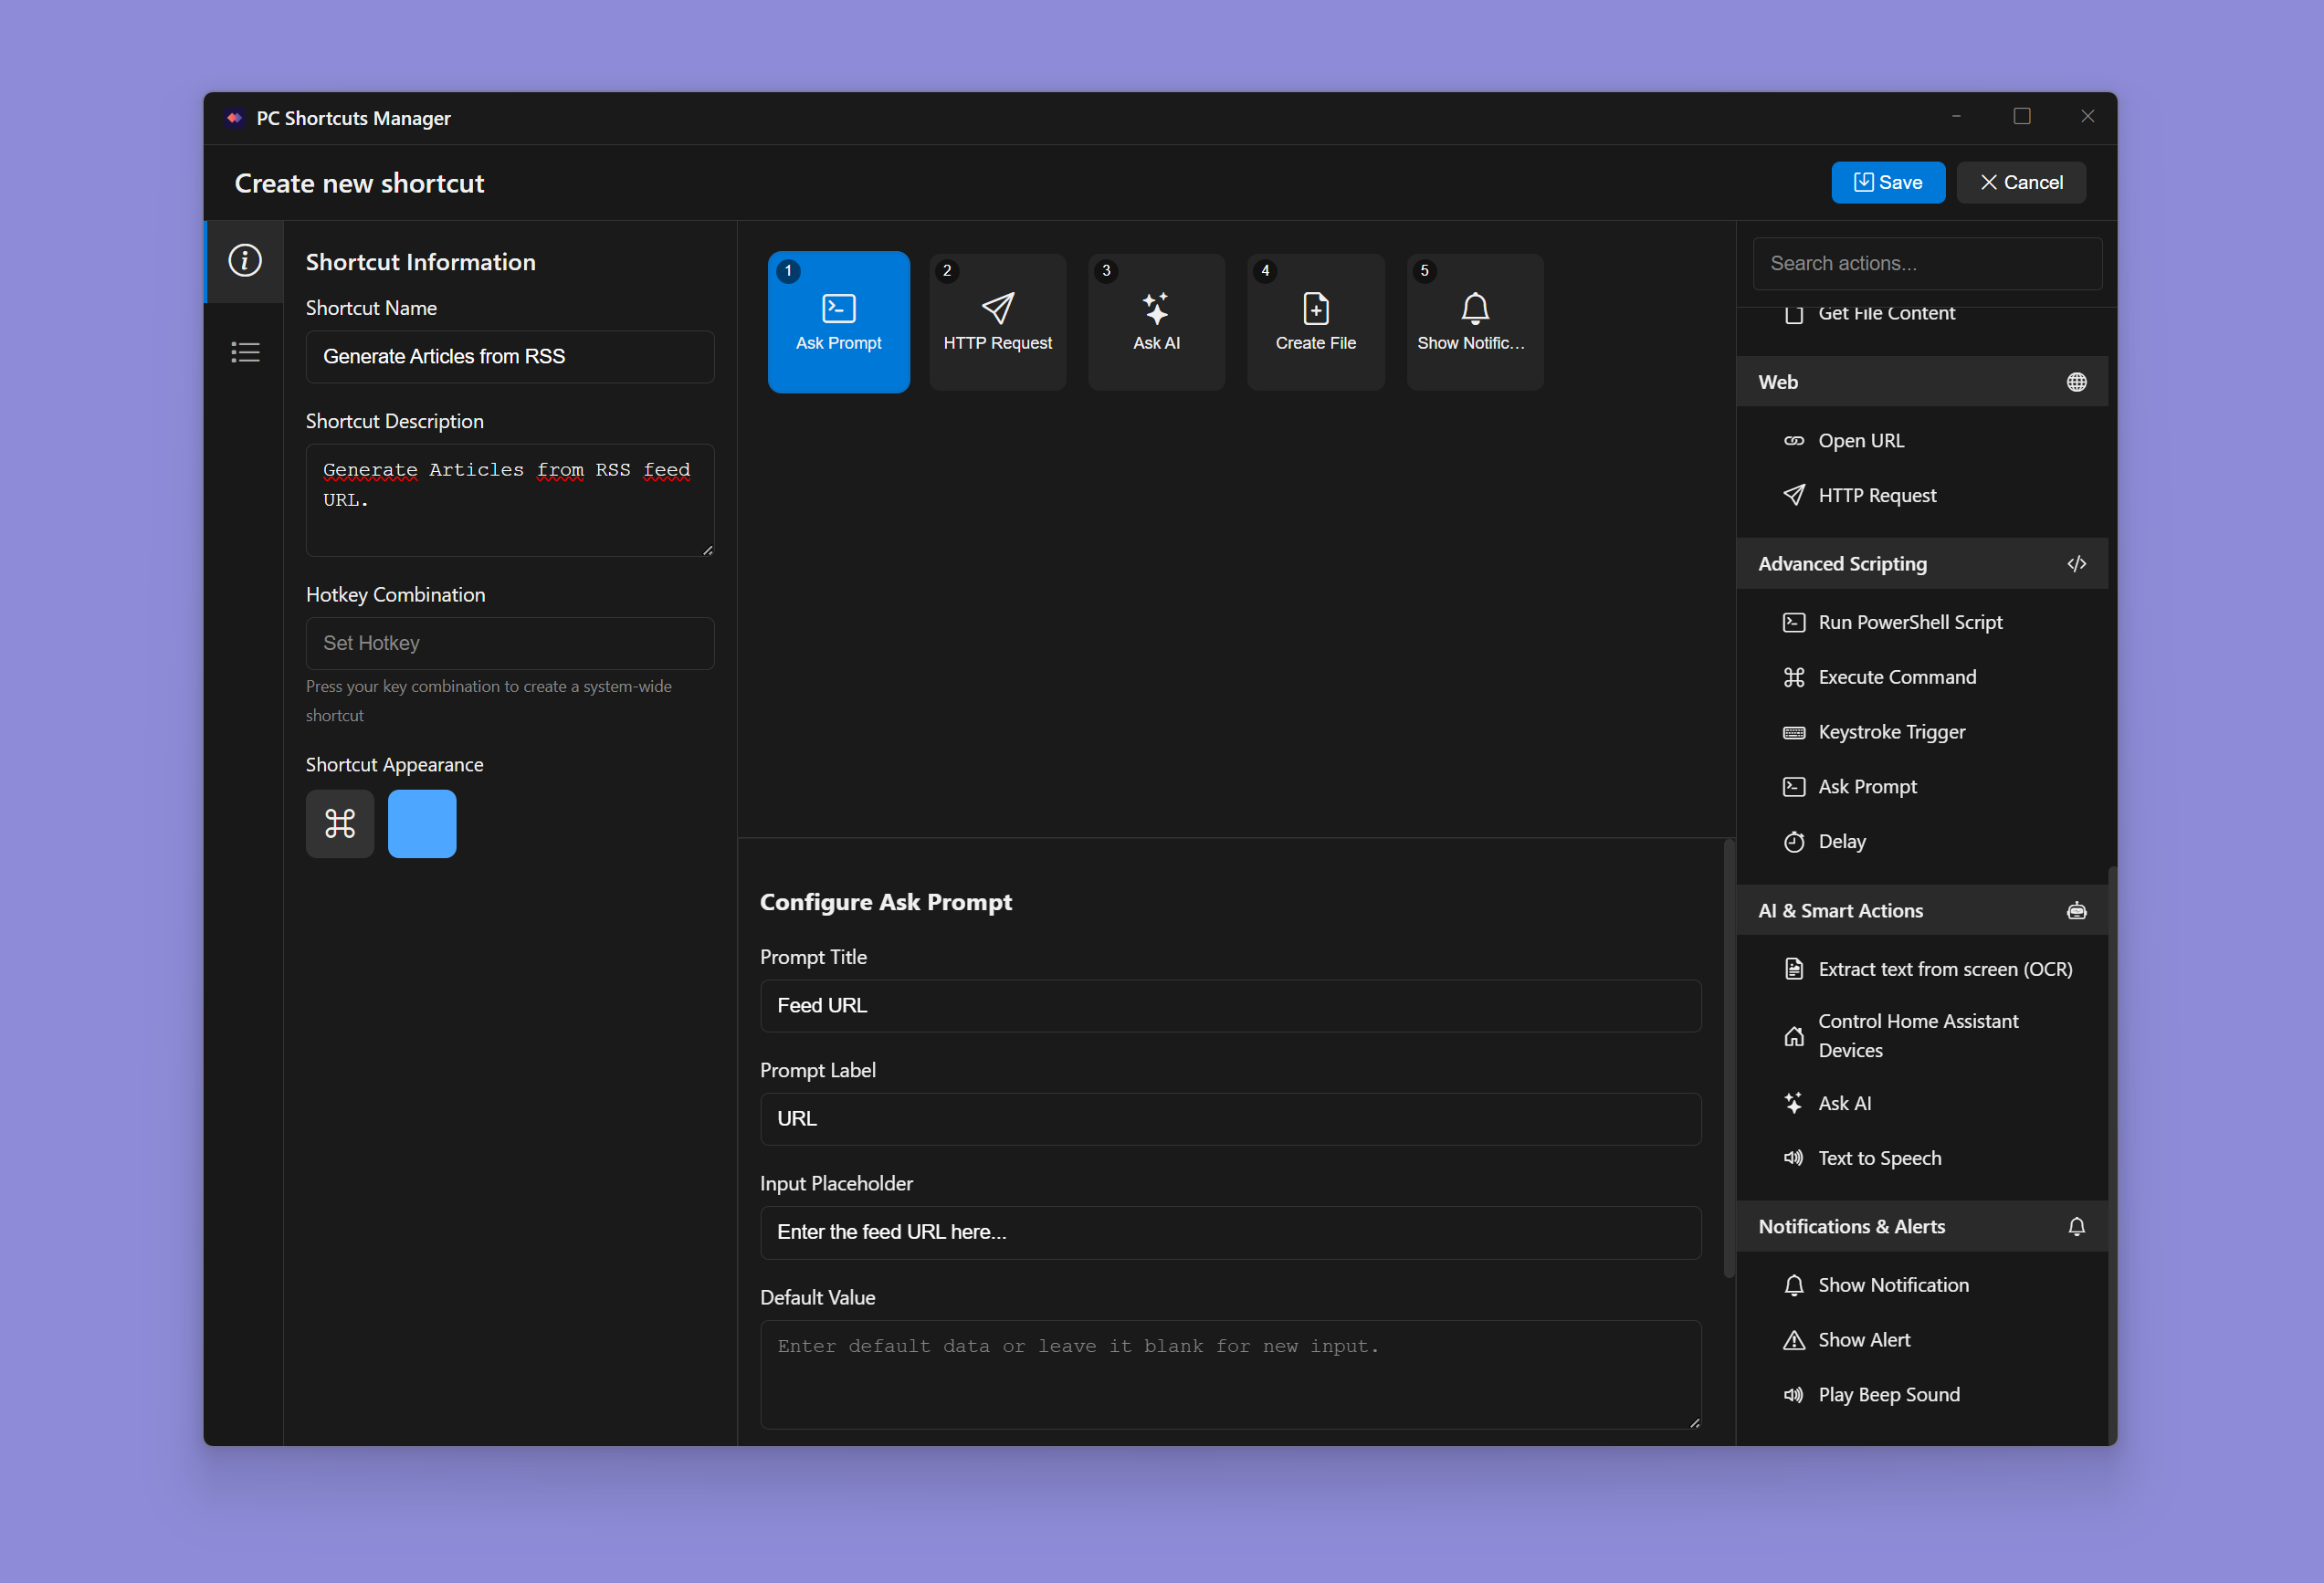 PC Shortcuts Manager
Create new shortcut
Save
Cancel
Shortcut Information
Shortcut Name
Generate Articles from RSS
Shortcut Description
Generate Articles from RSS feed
URL.
Hotkey Combination
Set Hotkey
Press your key combination to create a system-wide
shortcut
Shortcut Appearance
1
Ask Prompt
2
HTTP Request
3
Ask AI
4
Create File
5
Show Notific...
Configure Ask Prompt
Prompt Title
Feed URL
Prompt Label
URL
Input Placeholder
Enter the feed URL here...
Default Value
Enter default data or leave it blank for new input.
Search actions...
Get File Content
Web
Open URL
HTTP Request
Advanced Scripting
Run PowerShell Script
Execute Command
Keystroke Trigger
Ask Prompt
Delay
AI & Smart Actions
Extract text from screen (OCR)
Control Home Assistant
Devices
Ask AI
Text to Speech
Notifications & Alerts
Show Notification
Show Alert
Play Beep Sound